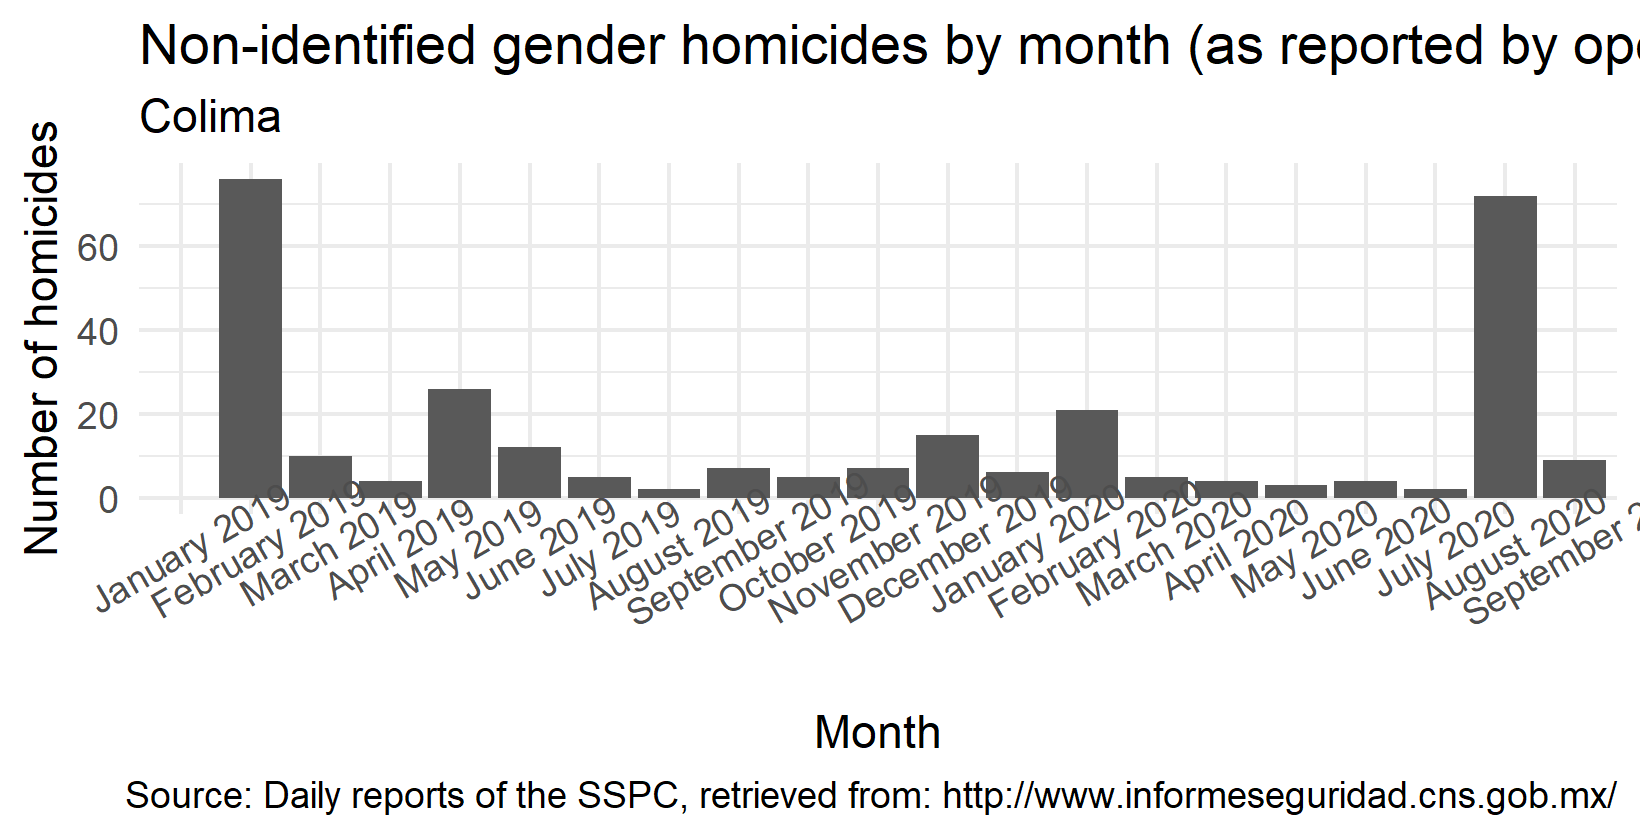 Non-identified gender homicides by month (as reported by
Colima
Number of homicides
60
40
20
0
January 2019
February 2019
March 2019
April 2019
May 2019
June 2019
July 2019
August 2019
September 2019
October 2019
November 2019
December 2019
January 2020
February 2020
March 2020
April 2020
May 2020
June 2020
July 2020
August 2020
September
Month
Source: Daily reports of the SSPC, retrieved from: http://www.informeseguridad.cns.gob.mx/